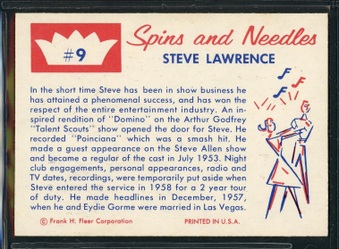 #9
Spins and Needles
STEVE LAWRENCE
In the short time Steve has been in show business he
has attained a phenomenal success, and has won the
respect of the entire entertainment industry. An in-
spired rendition of "Domino" on the Arthur Godfrey
"Talent Scouts" show opened the door for Steve. He
recorded "Poinciana" which was a smash hit. He
made a guest appearance on the Steve Allen show
and became a regular of the cast in July 1953. Night
club engagements, personal appearances, radio and
TV dates, recordings, were temporarily put aside when
Steve entered the service in 1958 for a 2 year tour
of duty. He made headlines in December, 1957,
when he and Eydie Gorme were married in Las Vegas.
© Frank H. Fleer Corporation
PRINTED IN U.S.A.